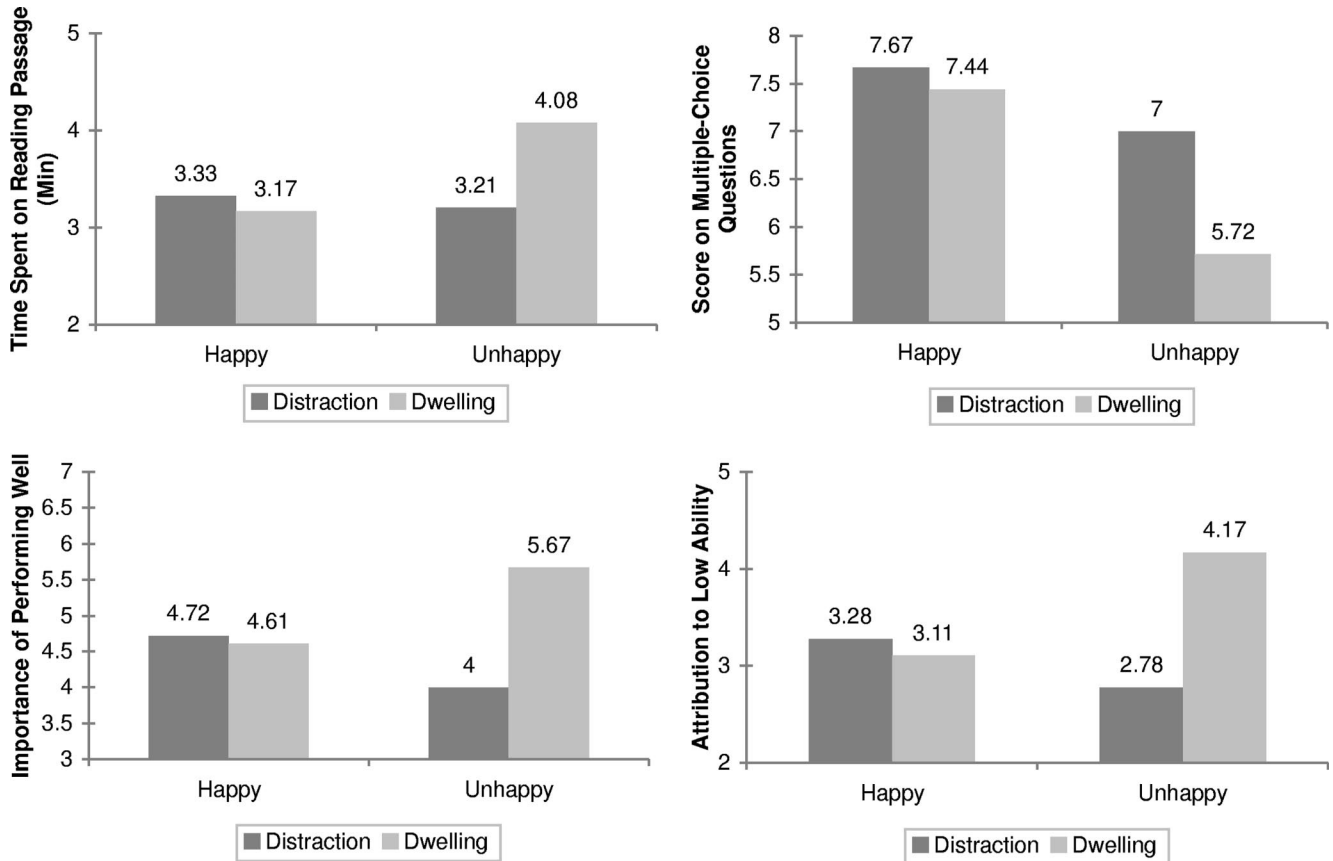 Time Spent on Reading Passage
(Min)
5
4
3
2
3.33
3.17
3.21
4.08
Happy
Unhappy
Distraction
Dwelling
Score on Multiple-Choice
Questions
8
7.5
7
6.5
6
5.5
5
7.67
7.44
7
5.72
Happy
Unhappy
Distraction
Dwelling
Importance of Performing Well
7
6.5
6
5.5
5
4.5
4
3.5
3
4.72
4.61
4
5.67
Happy
Unhappy
Distraction
Dwelling
Attribution to Low Ability
5
4
3
2
3.28
3.11
2.78
4.17
Happy
Unhappy
Distraction
Dwelling